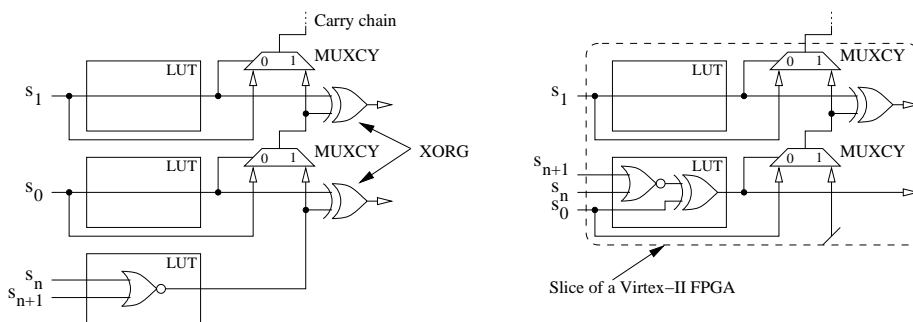 Carry chain
LUT
0 1
MUXCY
s1
LUT
0 1
MUXCY
XORG
s0
LUT
sn
sn+1
LUT
0 1
MUXCY
s1
LUT
0 1
MUXCY
sn+1
sn
s0
Slice of a Virtex−II FPGA